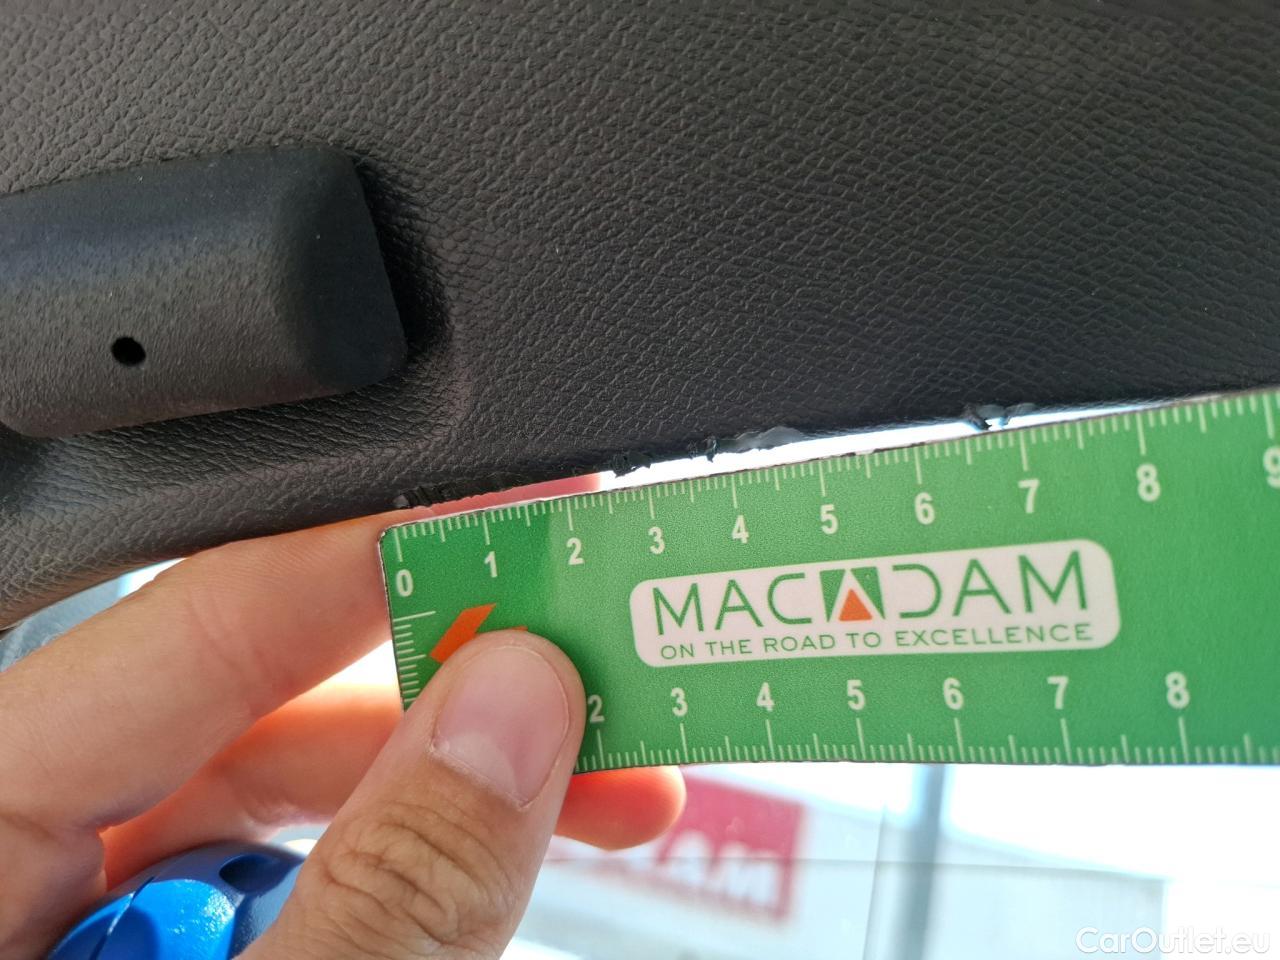 0 1 2 3 4 5 6 7 8 9
MACADAM
ON THE ROAD TO EXCELLENCE
2 3 4 5 6 7 8
CarOutlet.eu